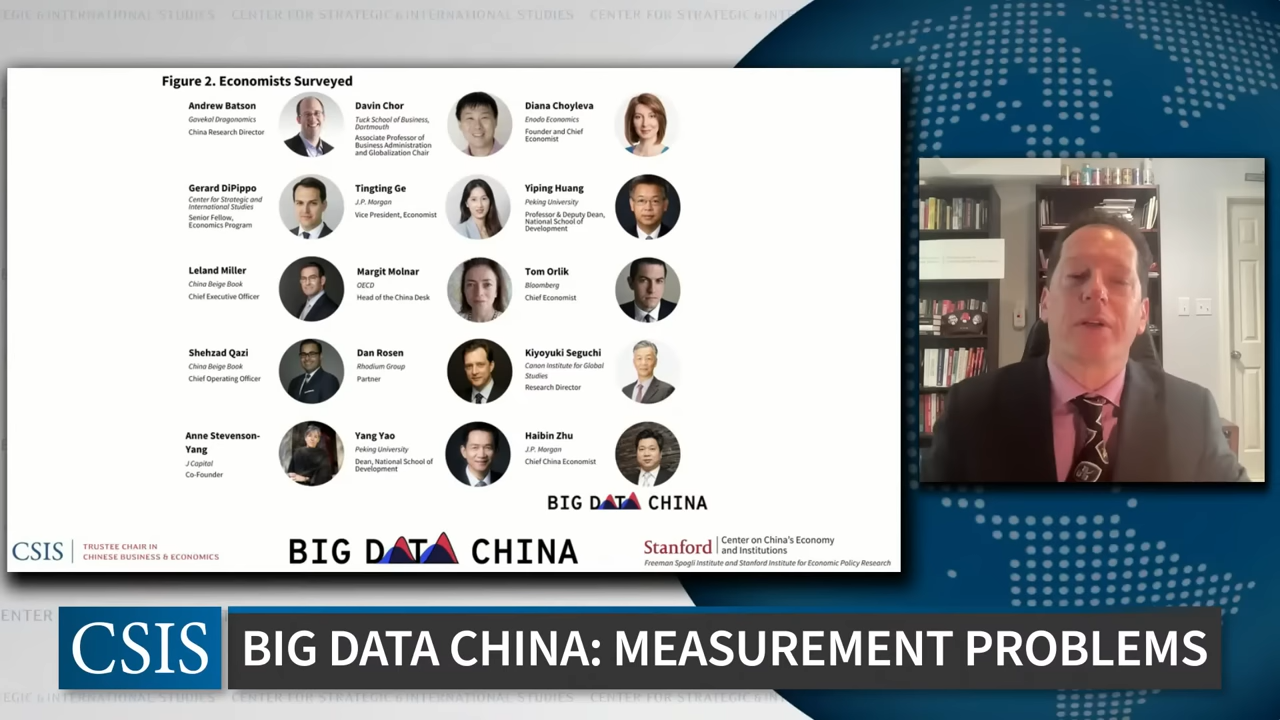 CENTER FOR STRATEGIC & INTERNATIONAL STUDIES
Figure 2. Economists Surveyed
Andrew Batson
Gavekal Dragonomics
China Research Director
Davin Chor
Tuck School of Business,
Dartmouth
Associate Professor of
Business Administration
and Globalization Chair
Diana Choyleva
Enodo Economics
Founder and Chief
Economist
Gerard DiPippo
Center for Strategic and
International Studies
Senior Fellow,
Economics Program
Tingting Ge
J.P. Morgan
Vice President, Economist
Yiping Huang
Peking University
Professor & Deputy Dean,
National School of
Development
Leland Miller
China Beige Book
Chief Executive Officer
Margit Molnar
OECD
Head of the China Desk
Tom Orlik
Bloomberg
Chief Economist
Shehzad Qazi
China Beige Book
Chief Operating Officer
Dan Rosen
Rhodium Group
Partner
Kiyoyuki Seguchi
Canon Institute for Global
Studies
Research Director
Anne Stevenson-
Yang
J Capital
Co-Founder
Yang Yao
Peking University
Dean, National School of
Development
Haibin Zhu
J.P. Morgan
Chief China Economist
BIG DATA CHINA
CSIS
TRUSTEE CHAIR IN
CHINESE BUSINESS & ECONOMICS
BIG DATA CHINA
Stanford
Center on China's Economy
and Institutions
Freeman Spogli Institute and Stanford Institute for Economic Policy Research
CSIS
BIG DATA CHINA: MEASUREMENT PROBLEMS
CENTER FOR STRATEGIC & INTERNATIONAL STUDIES